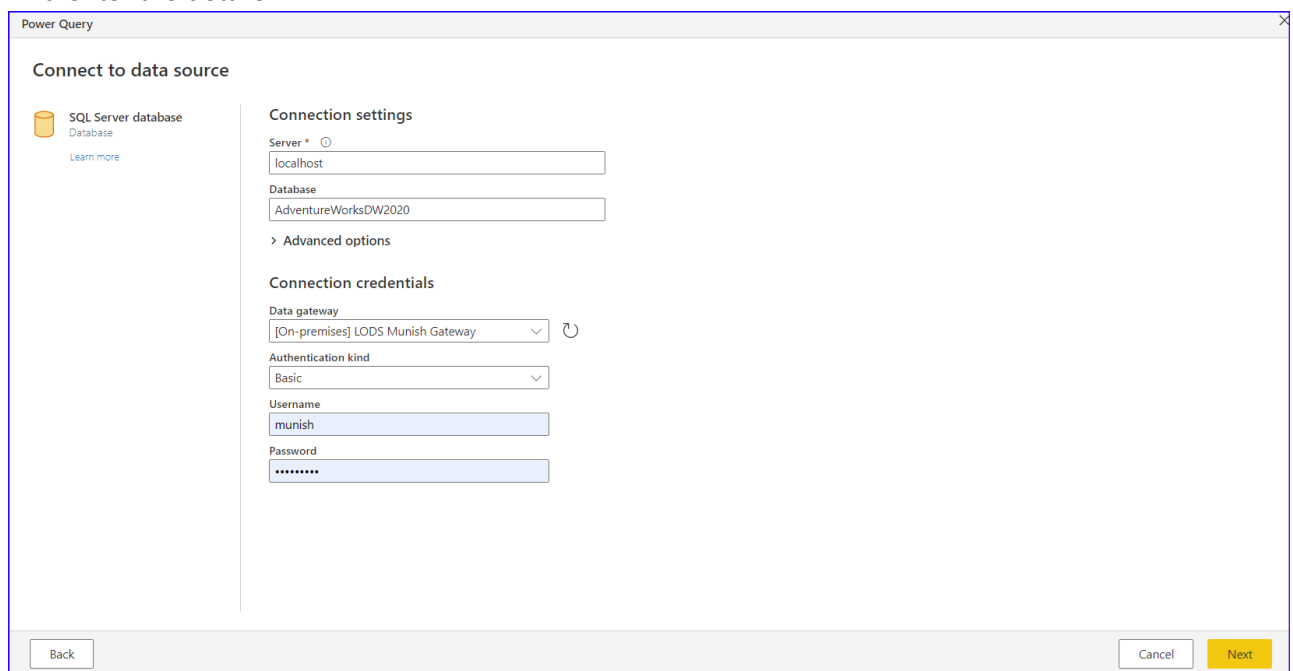 Power Query
Connect to data source
SQL Server database
Database
Learn more
Connection settings
Server *
localhost
Database
AdventureWorksDW2020
> Advanced options
Connection credentials
Data gateway
[On-premises] LODS Munish Gateway
Authentication kind
Basic
Username
munish
Password
•••••••••
Back
Cancel
Next